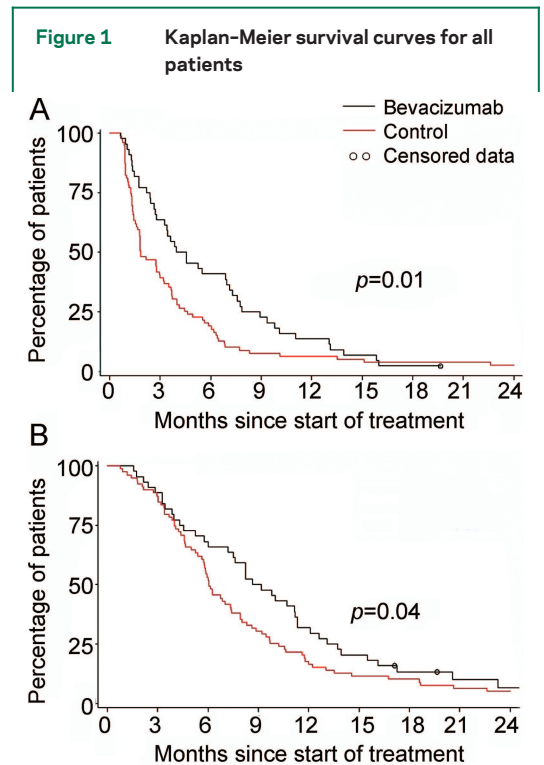 Figure 1 Kaplan-Meier survival curves for all
patients
A
Bevacizumab
Control
Censored data
Percentage of patients
100
75
50
25
0
p=0.01
0 3 6 9 12 15 18 21 24
Months since start of treatment
B
Percentage of patients
100
75
50
25
0
p=0.04
0 3 6 9 12 15 18 21 24
Months since start of treatment